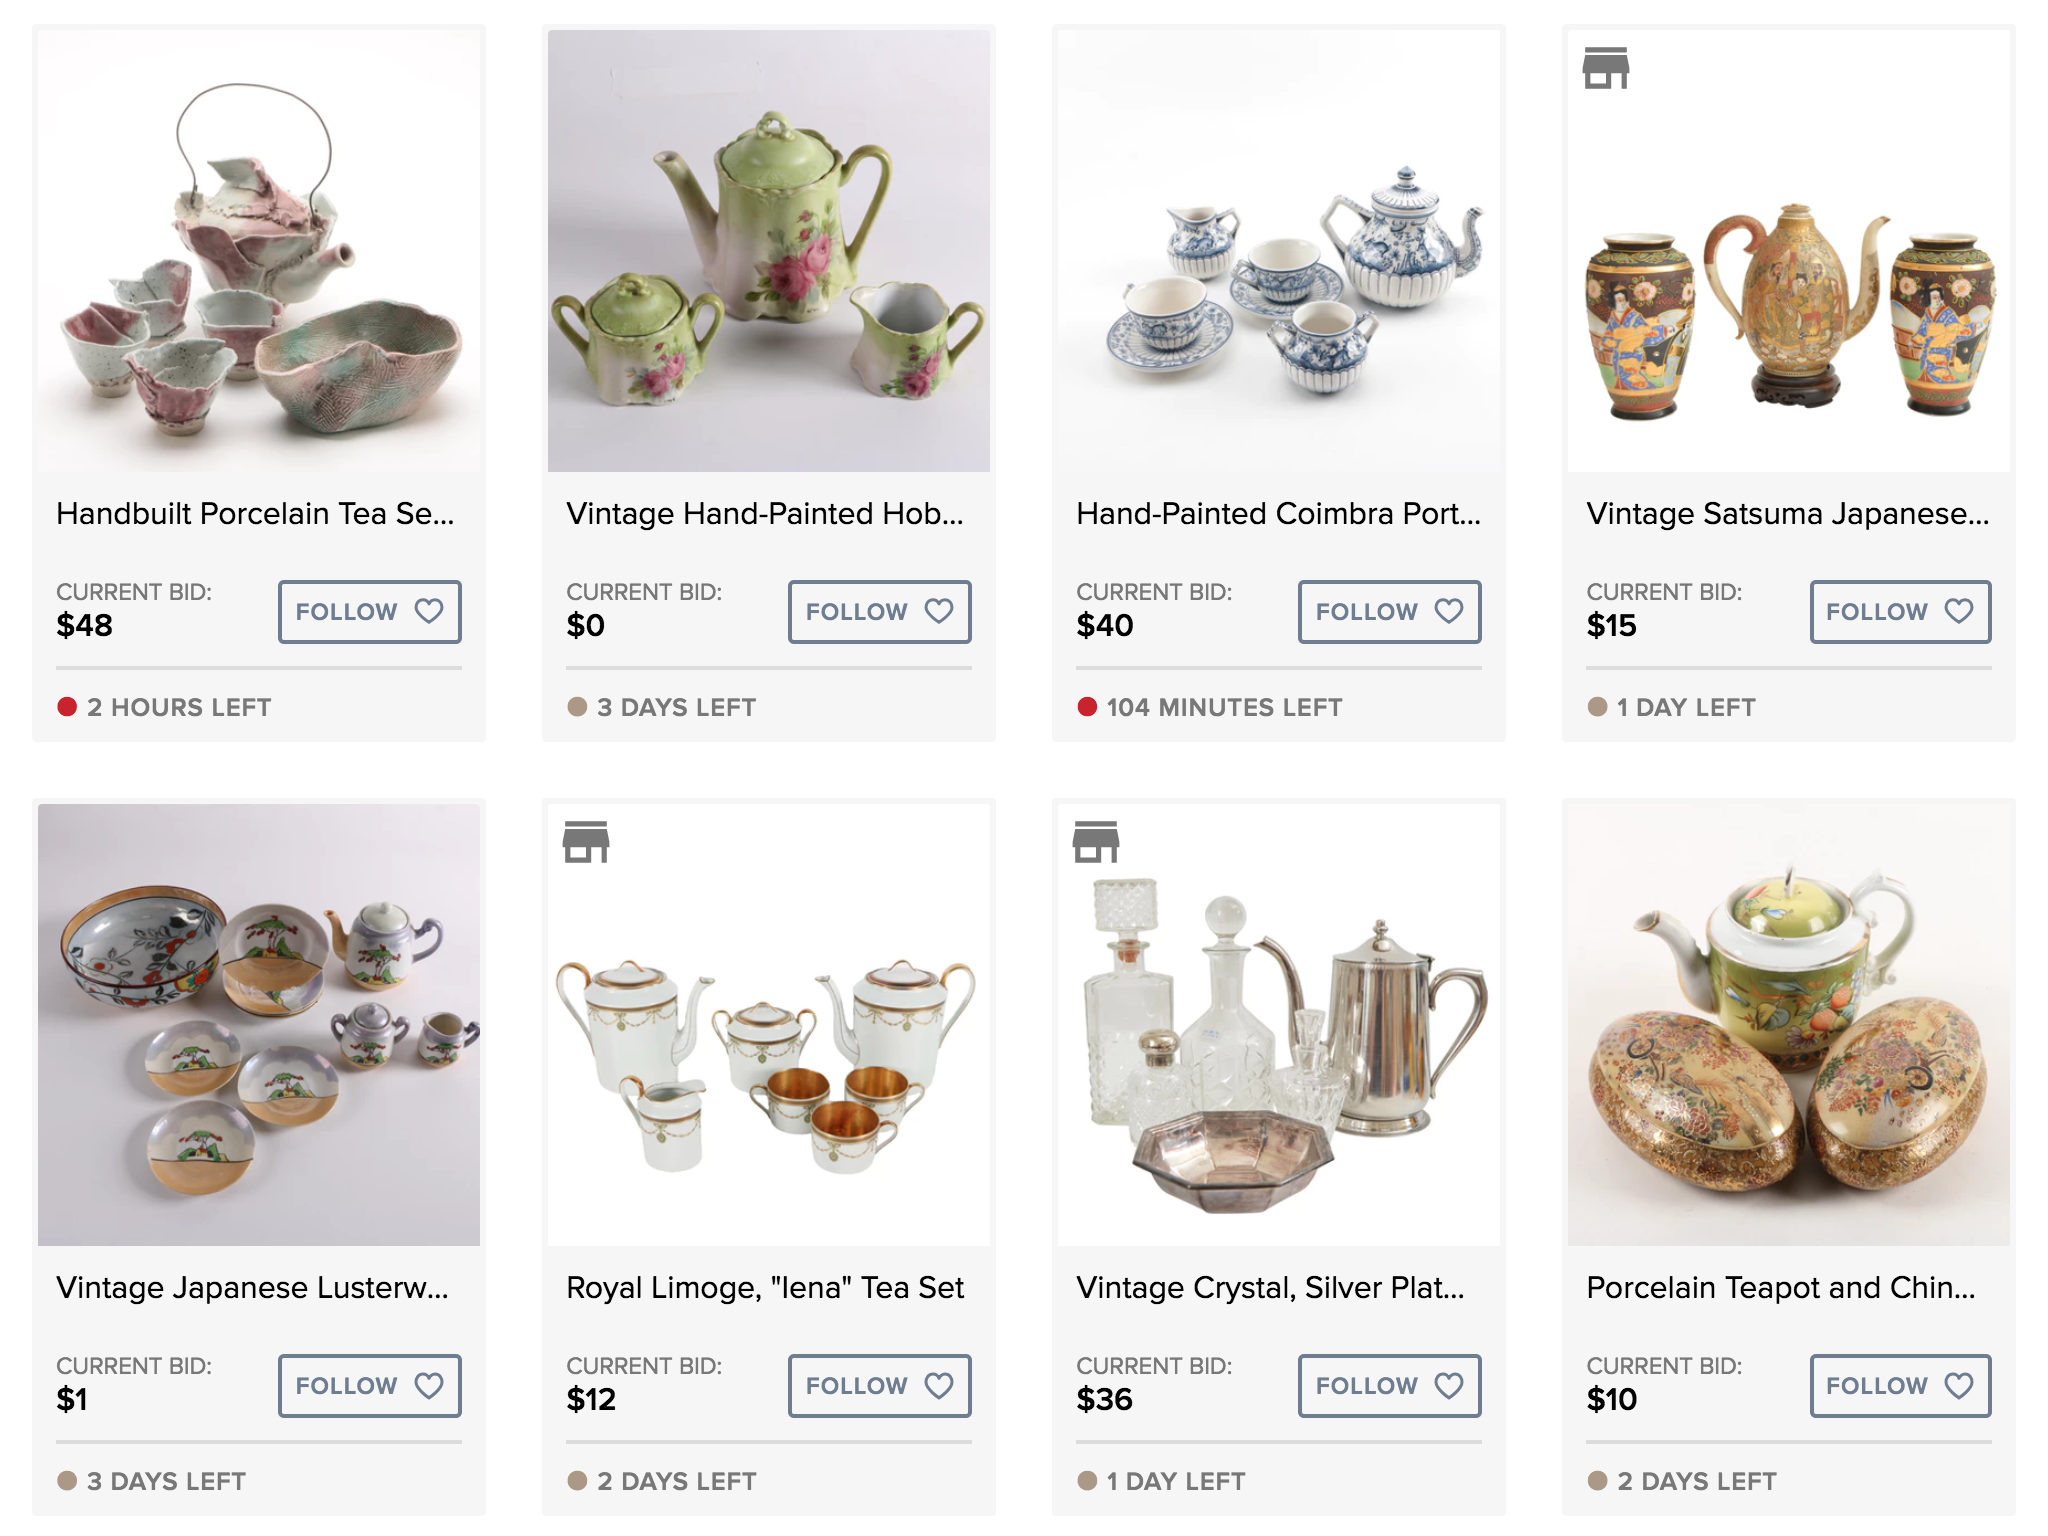 Handbuilt Porcelain Tea Se...
CURRENT BID:
$48
FOLLOW
2 HOURS LEFT
Vintage Hand-Painted Hob...
CURRENT BID:
$0
FOLLOW
3 DAYS LEFT
Hand-Painted Coimbra Port...
CURRENT BID:
$40
FOLLOW
104 MINUTES LEFT
Vintage Satsuma Japanese...
CURRENT BID:
$15
FOLLOW
1 DAY LEFT
Vintage Japanese Lusterw...
CURRENT BID:
$1
FOLLOW
3 DAYS LEFT
Royal Limoge, "Iena" Tea Set
CURRENT BID:
$12
FOLLOW
2 DAYS LEFT
Vintage Crystal, Silver Plat...
CURRENT BID:
$36
FOLLOW
1 DAY LEFT
Porcelain Teapot and Chin...
CURRENT BID:
$10
FOLLOW
2 DAYS LEFT